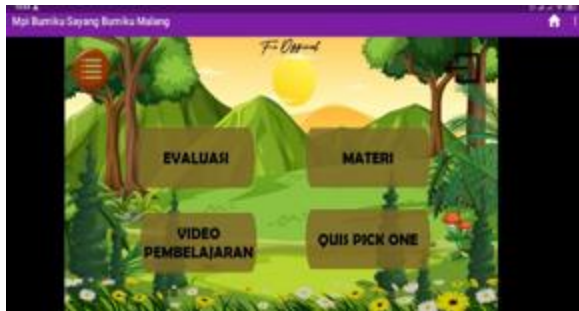 Mpi Bumiku Sayang Bumiku Malang
EVALUASI
MATERI
VIDEO
PEMBELAJARAN
QUIS PICK ONE